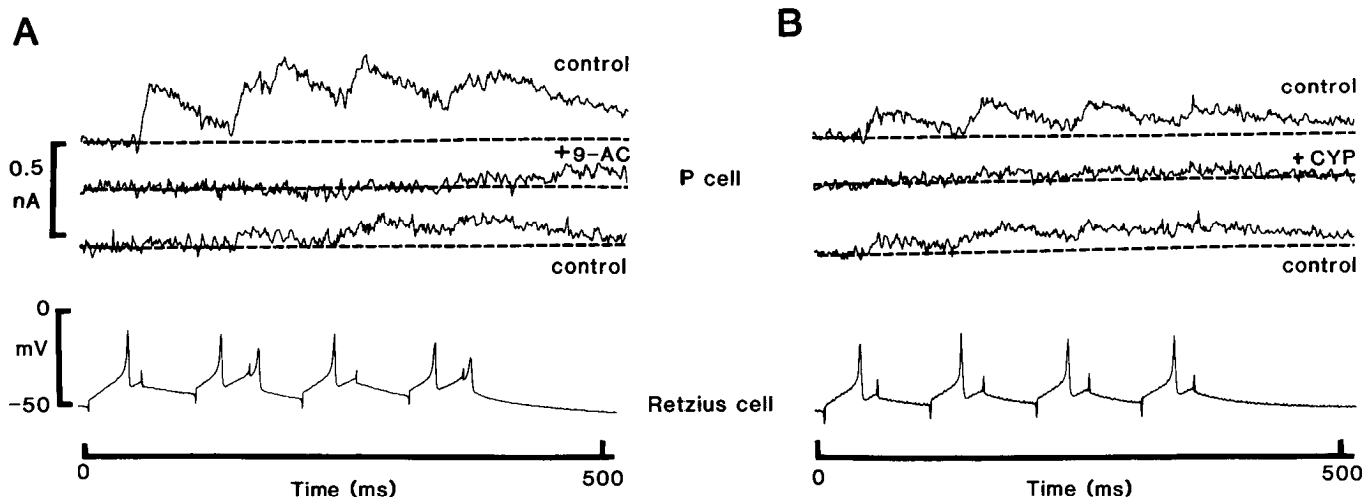 A
control
0.5
nA
+9-AC
control
0
mV
-50
0
500
Time (ms)
P cell
Retzius cell
B
control
+CYP
control
0
500
Time (ms)